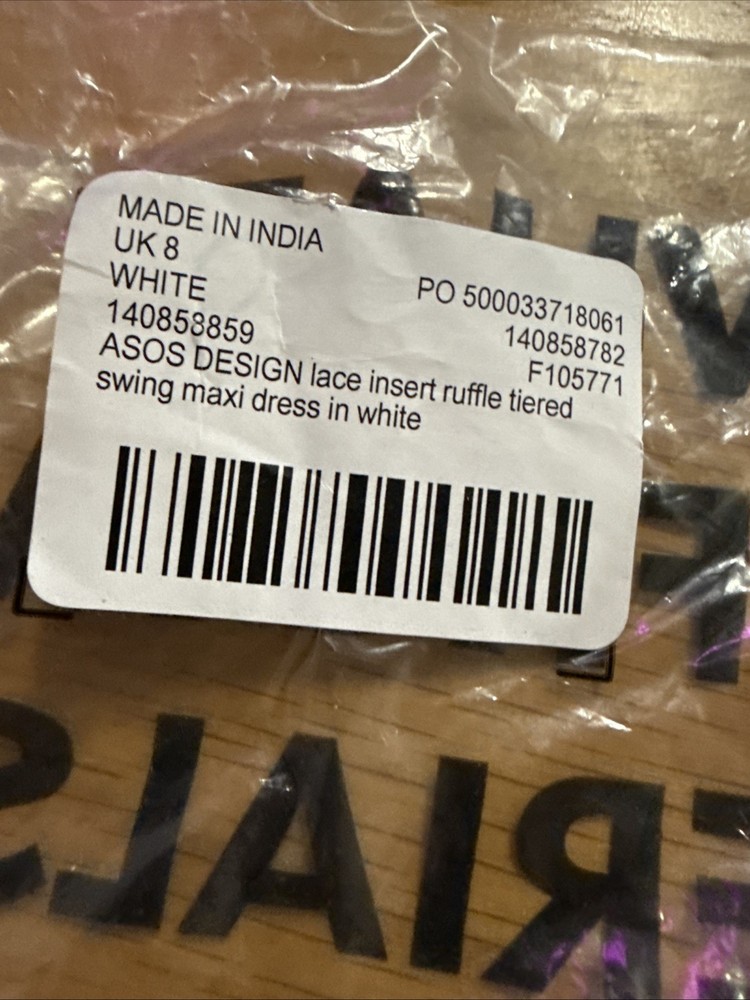 MADE IN INDIA
UK 8
WHITE
PO 500033718061
140858859
140858782
F105771
ASOS DESIGN lace insert ruffle tiered
swing maxi dress in white
ERIALS